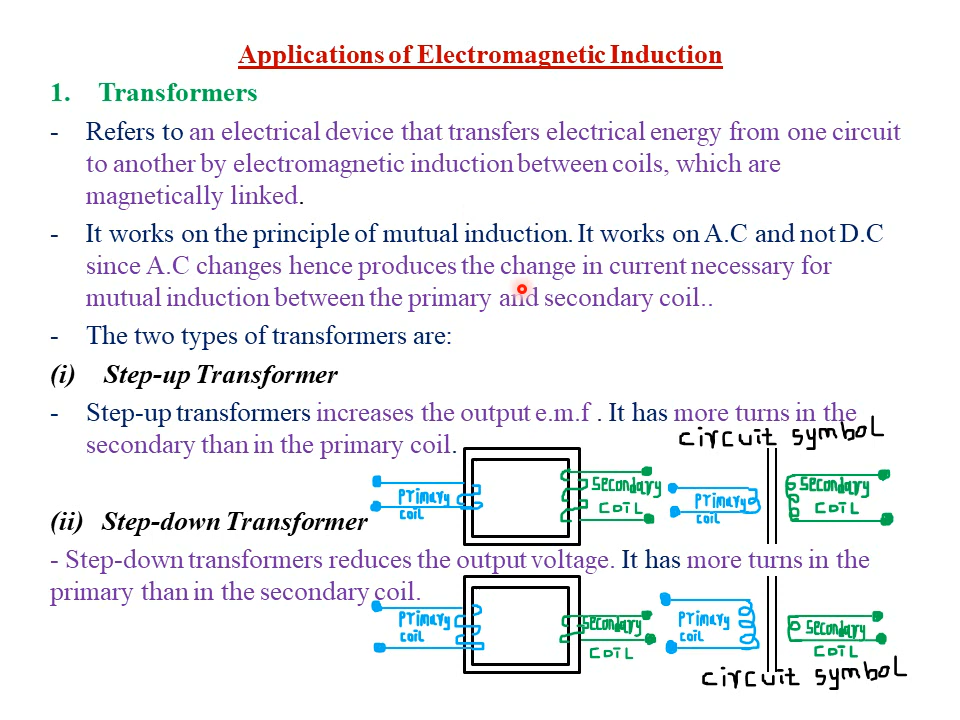 Applications of Electromagnetic Induction
1. Transformers
- Refers to an electrical device that transfers electrical energy from one circuit
to another by electromagnetic induction between coils, which are
magnetically linked.
- It works on the principle of mutual induction. It works on A.C and not D.C
since A.C changes hence produces the change in current necessary for
mutual induction between the primary and secondary coil..
- The two types of transformers are:
(i) Step-up Transformer
- Step-up transformers increases the output e.m.f . It has more turns in the
secondary than in the primary coil.
circuit symbol
primary coil
secondary coil
primary coil
secondary coil
(ii) Step-down Transformer
- Step-down transformers reduces the output voltage. It has more turns in the
primary than in the secondary coil.
primary coil
secondary coil
primary coil
secondary coil
circuit symbol